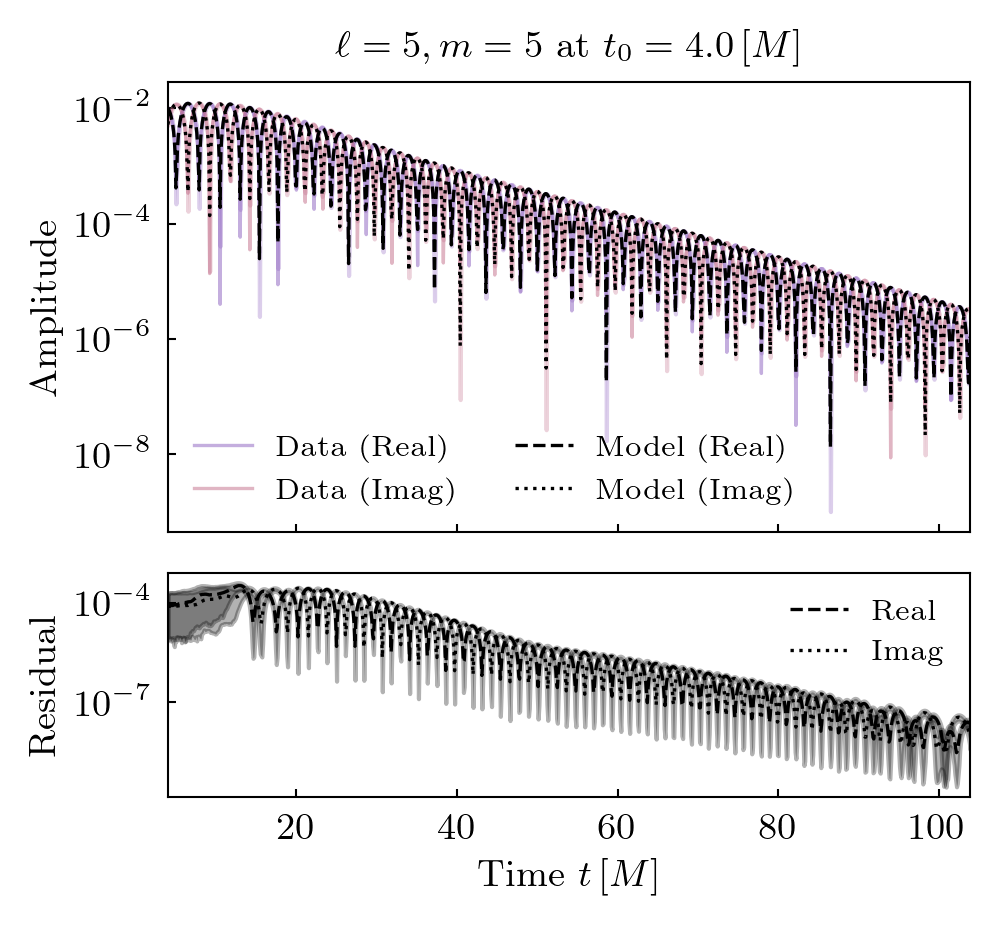 ℓ = 5, m = 5 at t₀ = 4.0 [M]
10⁻²
10⁻⁴
10⁻⁶
10⁻⁸
Amplitude
Data (Real)
Data (Imag)
Model (Real)
Model (Imag)
10⁻⁴
10⁻⁷
Residual
Real
Imag
20 40 60 80 100
Time t [M]